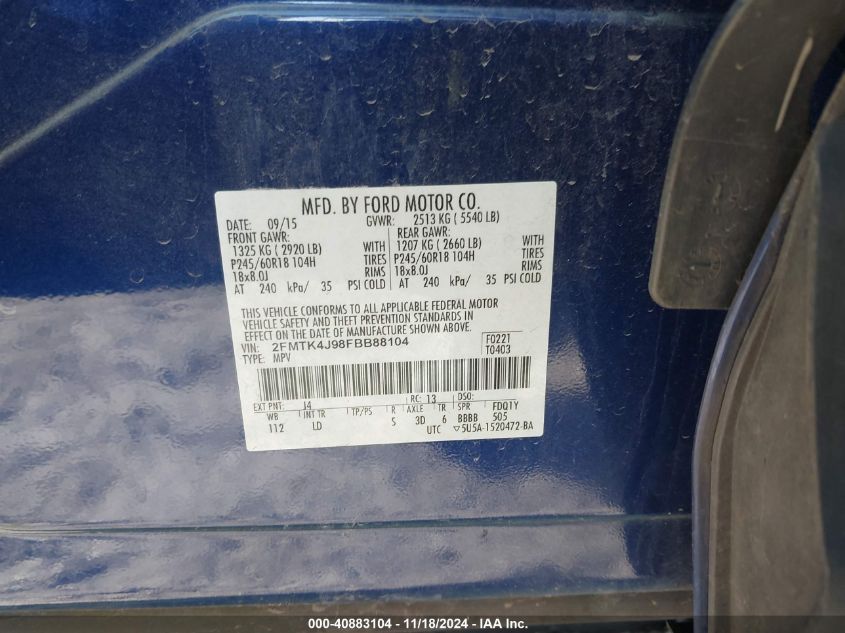 MFD. BY FORD MOTOR CO.
DATE: 09/15 GVWR: 2513 KG ( 5540 LB)
FRONT GAWR: REAR GAWR:
1325 KG ( 2920 LB) WITH 1207 KG ( 2660 LB) WITH
P245/60R18 104H TIRES P245/60R18 104H TIRES
18x8.0J RIMS 18x8.0J RIMS
AT 240 kPa/ 35 PSI COLD AT 240 kPa/ 35 PSI COLD
THIS VEHICLE CONFORMS TO ALL APPLICABLE FEDERAL MOTOR
VEHICLE SAFETY AND THEFT PREVENTION STANDARDS IN
EFFECT ON THE DATE OF MANUFACTURE SHOWN ABOVE.
VIN: 2FMTK4J98FBB88104 F0221
TYPE: MPV T0403
EXT PNT: J4 RC: 13 DSO:
WB INT TR TP/PS R AXLE TR SPR FDQTY
112 LD S 3D 6 BBBB 505
UTC ▽5U5A-1520472-BA
000-40883104 - 11/18/2024 - IAA Inc.